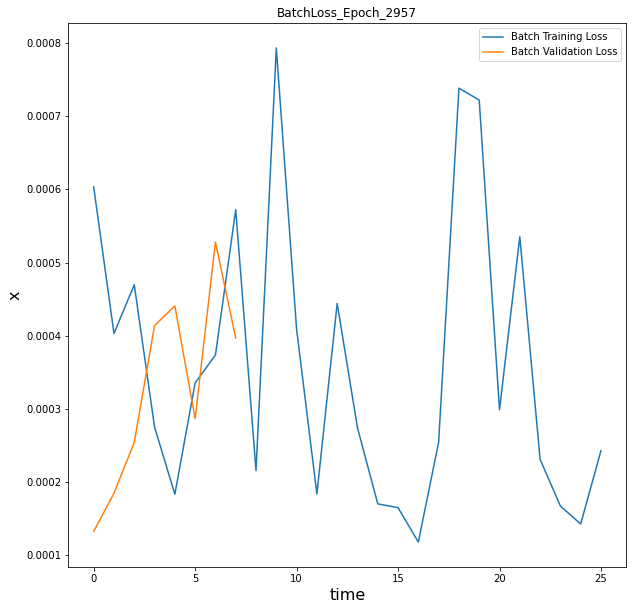 BatchLoss_Epoch_2957
Batch Training Loss
Batch Validation Loss
0.0008
0.0007
0.0006
0.0005
0.0004
0.0003
0.0002
0.0001
x
0 5 10 15 20 25
time